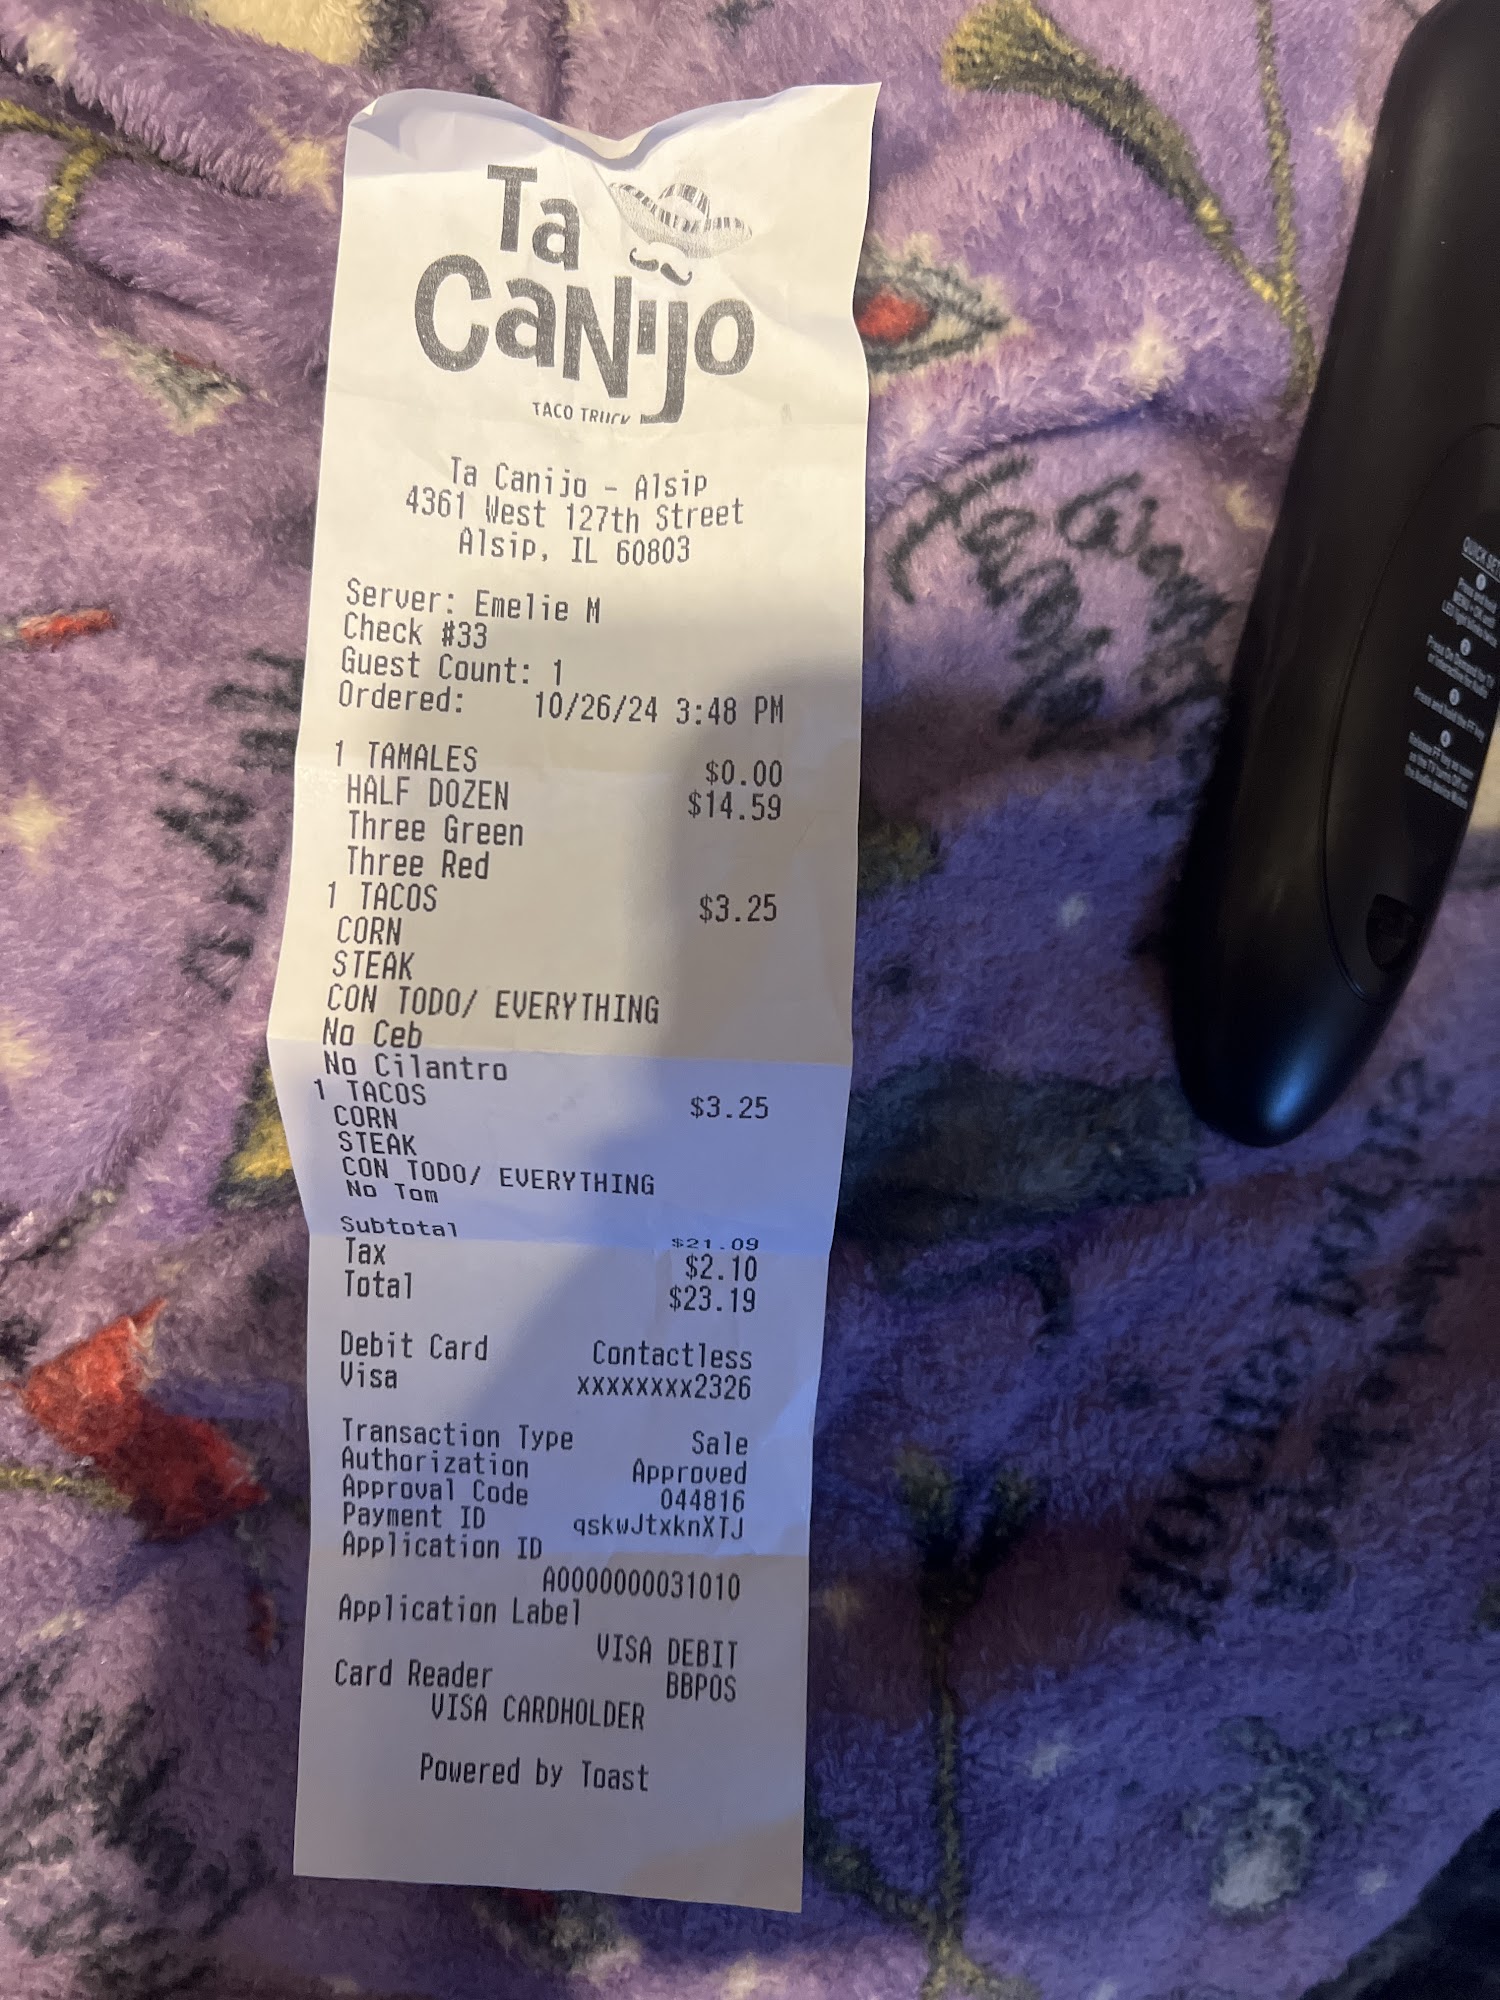 Ta
CaNijo
TACO TRUCK
Ta Canijo - Alsip
4361 West 127th Street
Alsip, IL 60803
Server: Emelie M
Check #33
Guest Count: 1
Ordered: 10/26/24 3:48 PM
1 TAMALES $0.00
HALF DOZEN $14.59
Three Green
Three Red
1 TACOS $3.25
CORN
STEAK
CON TODO/ EVERYTHING
No Ceb
No Cilantro
1 TACOS $3.25
CORN
STEAK
CON TODO/ EVERYTHING
No Tom
Subtotal $21.09
Tax $2.10
Total $23.19
Debit Card Contactless
Visa xxxxxxxx2326
Transaction Type Sale
Authorization Approved
Approval Code 044816
Payment ID qskwJtxknXTJ
Application ID
A0000000031010
Application Label
VISA DEBIT
Card Reader BBPOS
VISA CARDHOLDER
Powered by Toast
QUICK SET